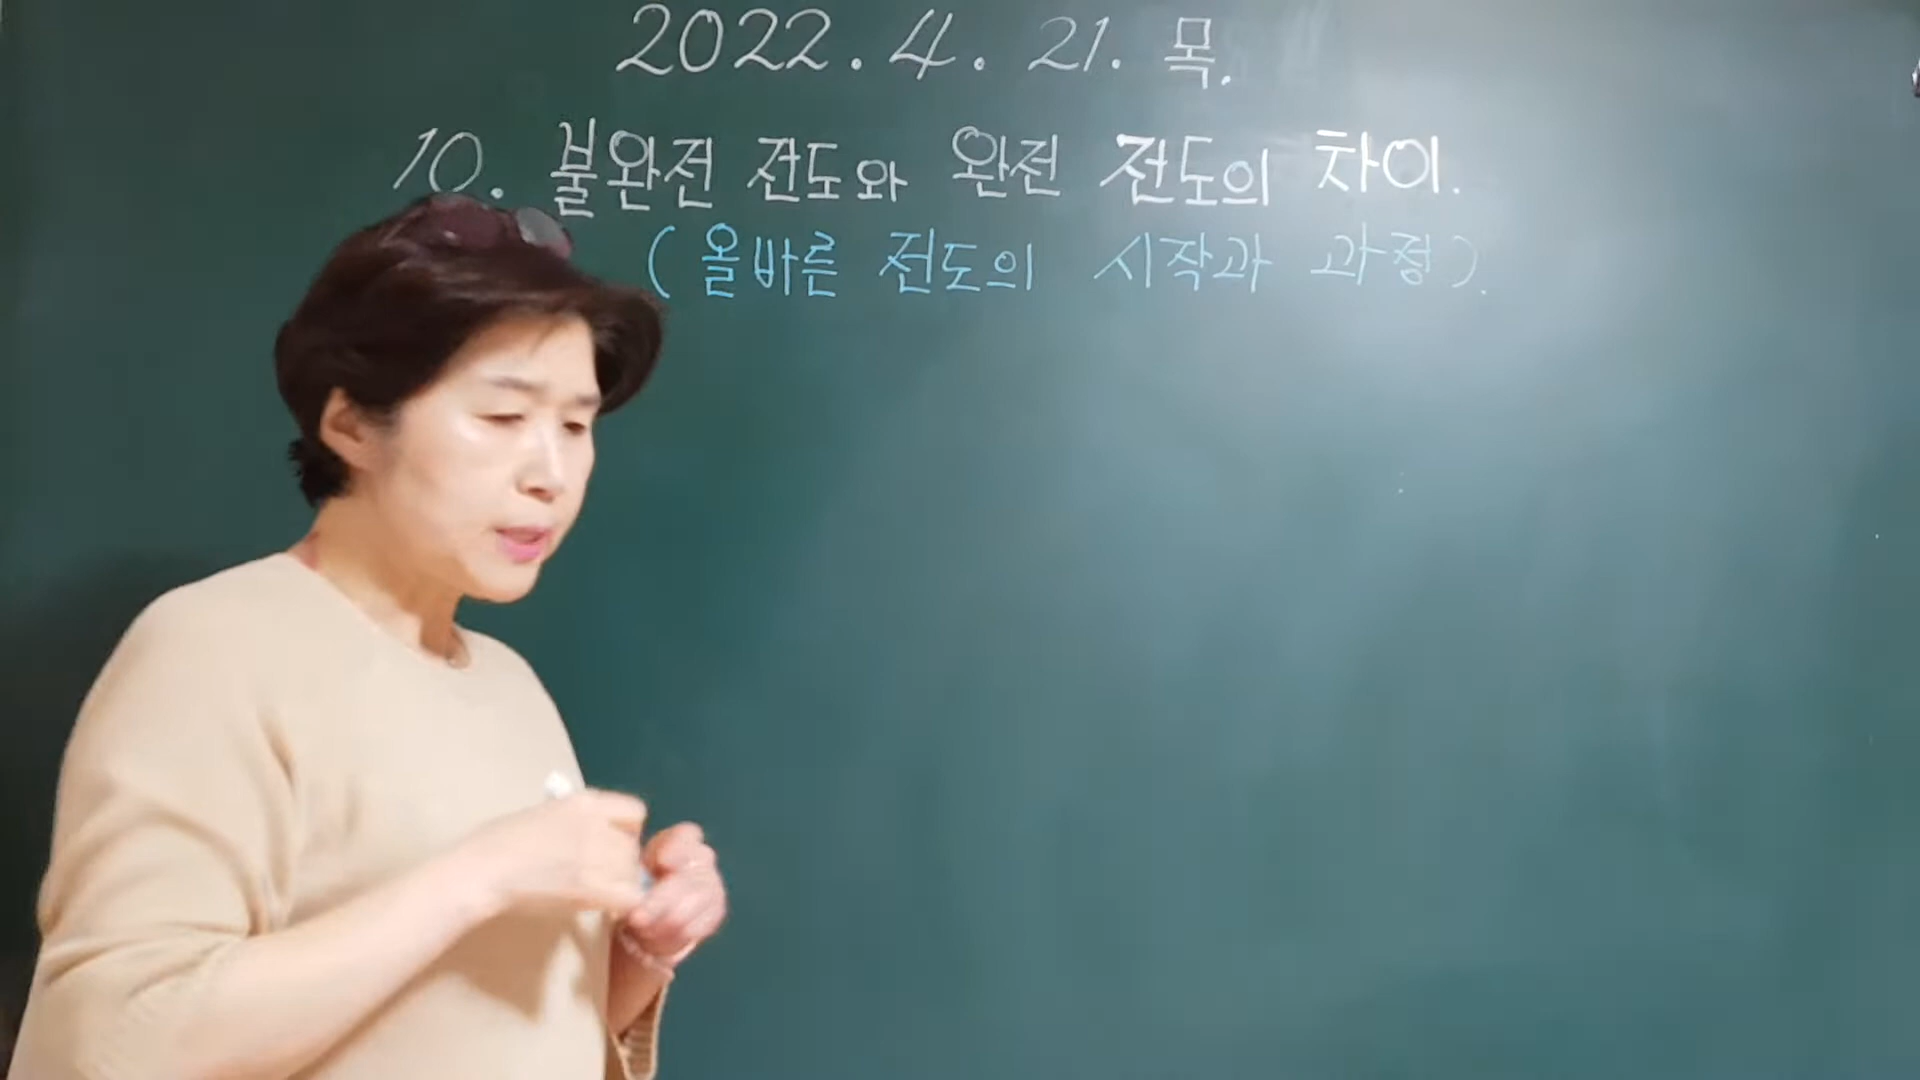 2022. 4. 21. 목.
10. 불완전 전도와 완전 전도의 차이.
(올바른 전도의 시작과 과정).